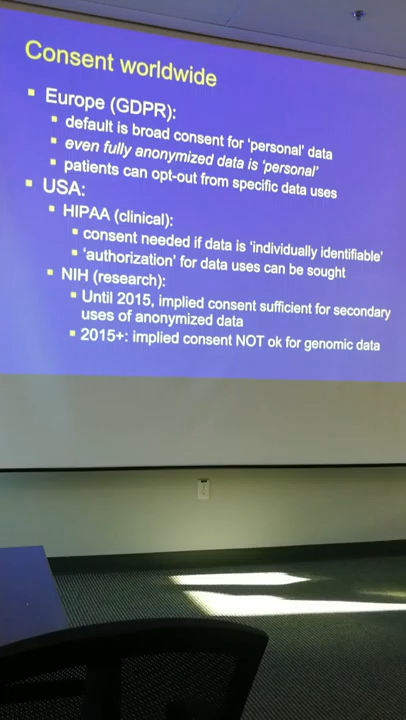 Consent worldwide
▪ Europe (GDPR):
▪ default is broad consent for 'personal' data
▪ even fully anonymized data is 'personal'
▪ patients can opt-out from specific data uses
▪ USA:
▪ HIPAA (clinical):
▪ consent needed if data is 'individually identifiable'
▪ 'authorization' for data uses can be sought
▪ NIH (research):
▪ Until 2015, implied consent sufficient for secondary
uses of anonymized data
▪ 2015+: implied consent NOT ok for genomic data